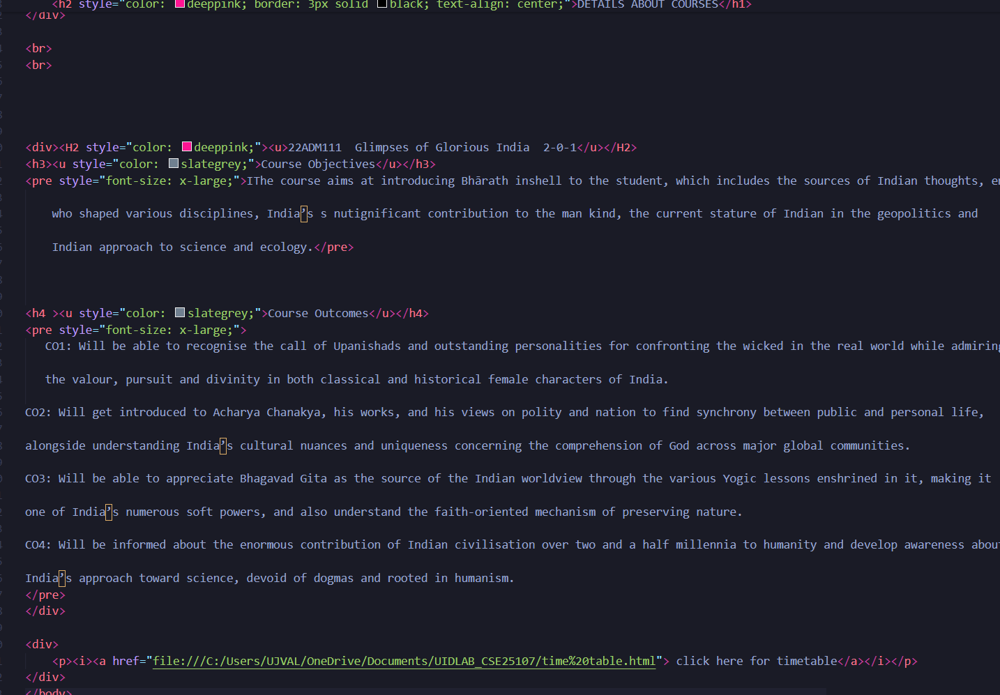 <h2 style="color: deeppink; border: 3px solid black; text-align: center;">DETAILS ABOUT COURSES</h1>
</div>
<br>
<br>
<div><H2 style="color: deeppink;"><u>22ADM111  Glimpses of Glorious India  2-0-1</u></H2>
<h3><u style="color: slategrey;">Course Objectives</u></h3>
<pre style="font-size: x-large;">IThe course aims at introducing Bhārath inshell to the student, which includes the sources of Indian thoughts,
who shaped various disciplines, India’s s nutignificant contribution to the man kind, the current stature of Indian in the geopolitics and
Indian approach to science and ecology.</pre>
<h4 ><u style="color: slategrey;">Course Outcomes</u></h4>
<pre style="font-size: x-large;">
CO1: Will be able to recognise the call of Upanishads and outstanding personalities for confronting the wicked in the real world while admiring
the valour, pursuit and divinity in both classical and historical female characters of India.
CO2: Will get introduced to Acharya Chanakya, his works, and his views on polity and nation to find synchrony between public and personal life,
alongside understanding India’s cultural nuances and uniqueness concerning the comprehension of God across major global communities.
CO3: Will be able to appreciate Bhagavad Gita as the source of the Indian worldview through the various Yogic lessons enshrined in it, making it
one of India’s numerous soft powers, and also understand the faith-oriented mechanism of preserving nature.
CO4: Will be informed about the enormous contribution of Indian civilisation over two and a half millennia to humanity and develop awareness about
India’s approach toward science, devoid of dogmas and rooted in humanism.
</pre>
</div>
<div>
<p><i><a href="file:///C:/Users/UJVAL/OneDrive/Documents/UIDLAB_CSE25107/time%20table.html"> click here for timetable</a></i></p>
</div>
</body>